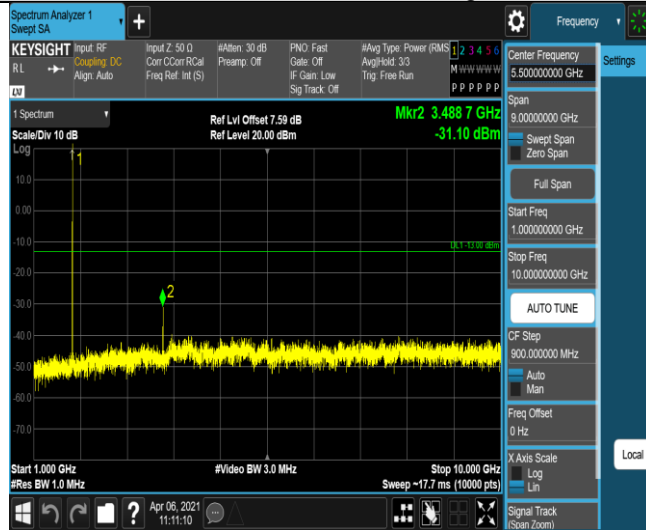 Spectrum Analyzer 1
Swept SA
Frequency
KEYSIGHT
RL
LXI
Input: RF
Coupling: DC
Align: Auto
Input Z: 50 Ω
Corr CCorr RCal
Freq Ref: Int (S)
#Atten: 30 dB
Preamp: Off
PNO: Fast
Gate: Off
IF Gain: Low
Sig Track: Off
#Avg Type: Power (RMS
Avg|Hold: 3/3
Trig: Free Run
1 2 3 4 5 6
M W W W W W
P P P P P P
1 Spectrum
Scale/Div 10 dB
Log
Ref Lvl Offset 7.59 dB
Ref Level 20.00 dBm
Mkr2 3.488 7 GHz
-31.10 dBm
1
10.0
0.00
-10.0
DL1 -13.00 dBm
-20.0
2
-30.0
-40.0
-50.0
-60.0
-70.0
Start 1.000 GHz
#Res BW 1.0 MHz
#Video BW 3.0 MHz
Stop 10.000 GHz
Sweep ~17.7 ms (10000 pts)
Apr 06, 2021
11:11:10
?
Center Frequency
5.500000000 GHz
Span
9.00000000 GHz
Swept Span
Zero Span
Full Span
Start Freq
1.000000000 GHz
Stop Freq
10.000000000 GHz
AUTO TUNE
CF Step
900.000000 MHz
Auto
Man
Freq Offset
0 Hz
X Axis Scale
Log
Lin
Signal Track
(Span Zoom)
Settings
Local